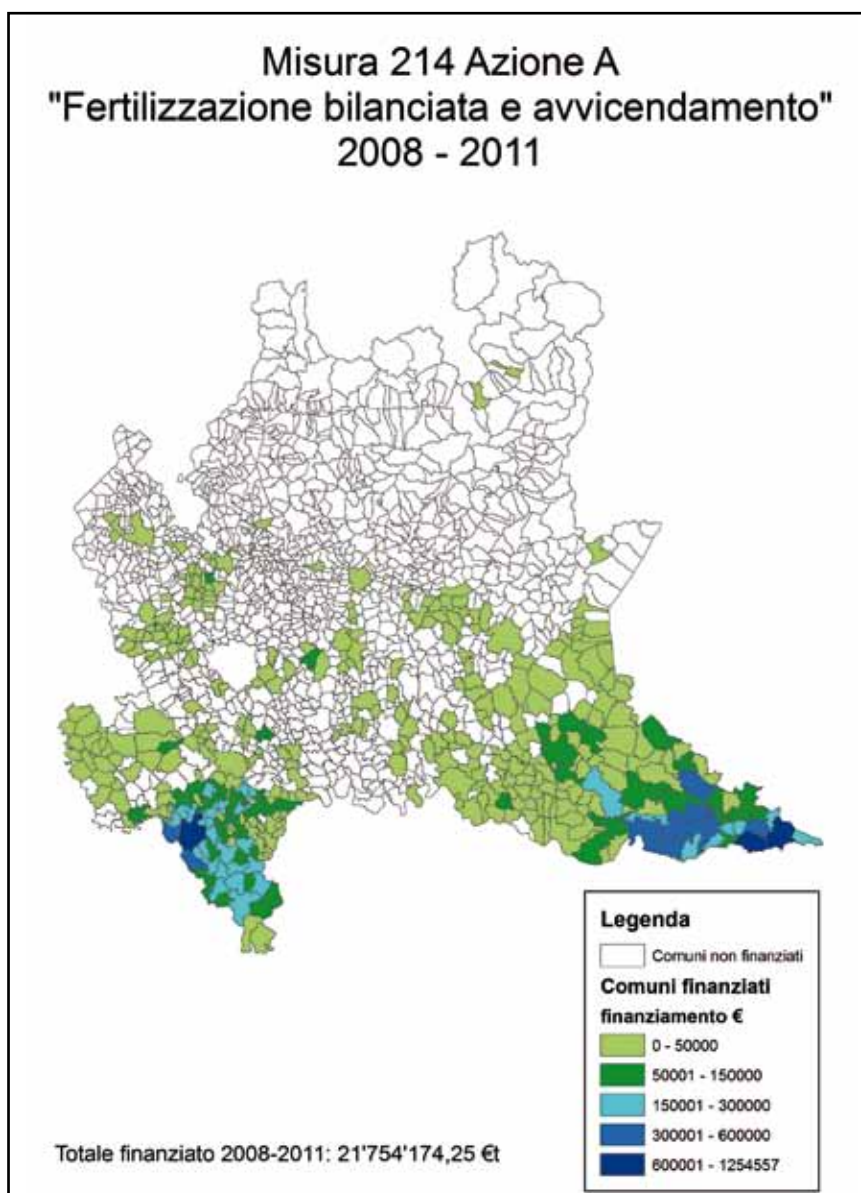 Misura 214 Azione A
"Fertilizzazione bilanciata e avvicendamento"
2008 - 2011
Legenda
Comuni non finanziati
Comuni finanziati
finanziamento €
0 - 50000
50001 - 150000
150001 - 300000
300001 - 600000
600001 - 1254557
Totale finanziato 2008-2011: 21'754'174,25 €t